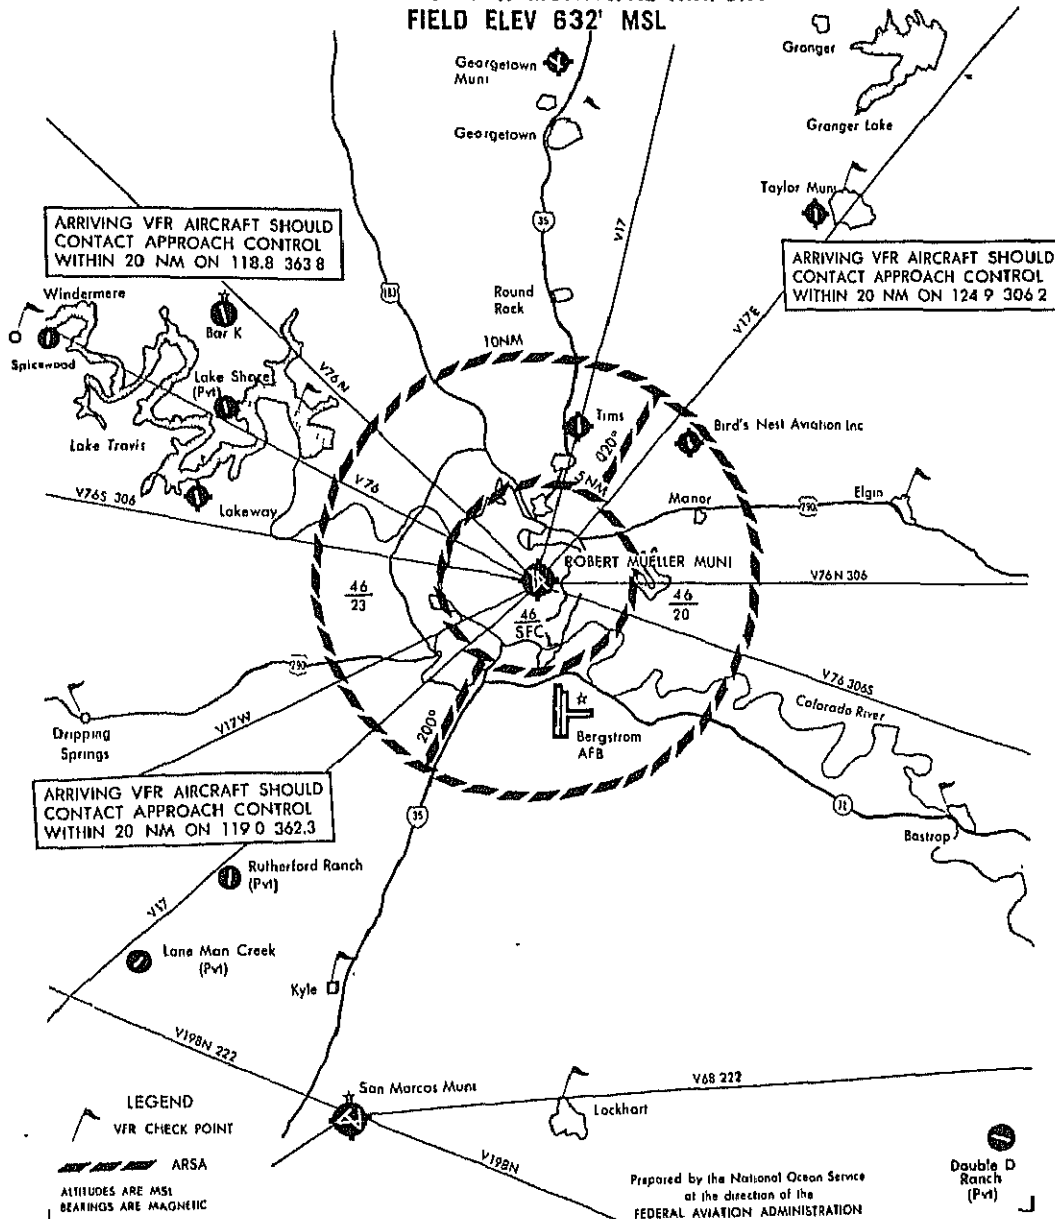 FIELD ELEV 632' MSL
Georgetown
Muni
Georgetown
Granger
Granger Lake
Taylor Muni
ARRIVING VFR AIRCRAFT SHOULD
CONTACT APPROACH CONTROL
WITHIN 20 NM ON 118.8 363 8
ARRIVING VFR AIRCRAFT SHOULD
CONTACT APPROACH CONTROL
WITHIN 20 NM ON 124 9 306 2
35
V17
183
Round
Rock
V17E
Windermere
Spicewood
Bar K
V76N
10NM
Lake Shore
(Pvt)
Lake Travis
Tims
020°
Bird's Nest Aviation Inc
V76
5 NM
V76S 306
Lakeway
Manor
290
Elgin
ROBERT MUELLER MUNI
V76N 306
46
23
46
SFC
46
20
290
V76 306S
Colorado River
Dripping
Springs
V17W
200°
Bergstrom
AFB
ARRIVING VFR AIRCRAFT SHOULD
CONTACT APPROACH CONTROL
WITHIN 20 NM ON 119 0 362.3
35
71
Bastrop
Rutherford Ranch
(Pvt)
V17
Lane Man Creek
(Pvt)
Kyle
V198N 222
San Marcos Muni
V68 222
Lockhart
V198N
LEGEND
VFR CHECK POINT
ARSA
ALTITUDES ARE MSL
BEARINGS ARE MAGNETIC
Prepared by the National Ocean Service
at the direction of the
FEDERAL AVIATION ADMINISTRATION
Double D
Ranch
(Pvt)